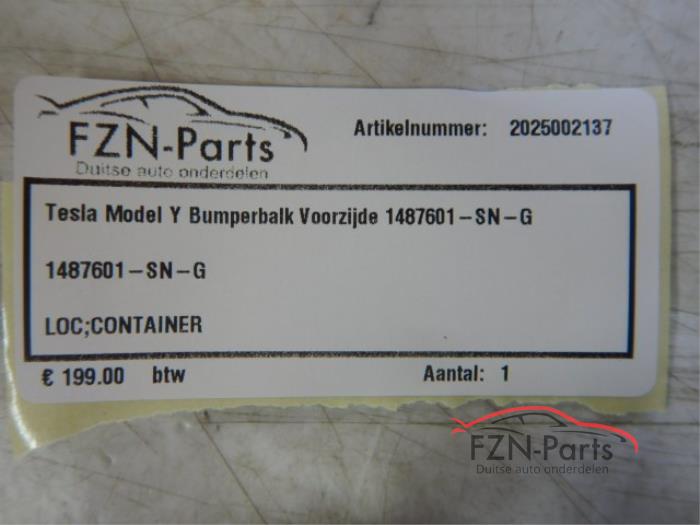 FZN-Parts
Duitse auto onderdelen
Artikelnummer: 2025002137
Tesla Model Y Bumperbalk Voorzijde 1487601-SN-G
1487601-SN-G
LOC;CONTAINER
€ 199.00 btw
Aantal: 1
FZN-Parts
Duitse auto onderdelen